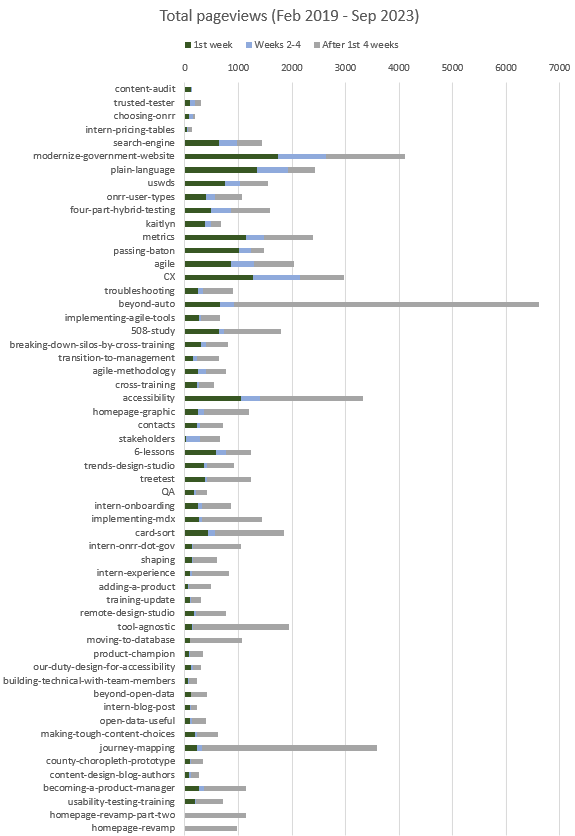 Total pageviews (Feb 2019 - Sep 2023)
1st week Weeks 2-4 After 1st 4 weeks
0 1000 2000 3000 4000 5000 6000 7000
content-audit
trusted-tester
choosing-onrr
intern-pricing-tables
search-engine
modernize-government-website
plain-language
uswds
onrr-user-types
four-part-hybrid-testing
kaitlyn
metrics
passing-baton
agile
CX
troubleshooting
beyond-auto
implementing-agile-tools
508-study
breaking-down-silos-by-cross-training
transition-to-management
agile-methodology
cross-training
accessibility
homepage-graphic
contacts
stakeholders
6-lessons
trends-design-studio
treetest
QA
intern-onboarding
implementing-mdx
card-sort
intern-onrr-dot-gov
shaping
intern-experience
adding-a-product
training-update
remote-design-studio
tool-agnostic
moving-to-database
product-champion
our-duty-design-for-accessibility
building-technical-with-team-members
beyond-open-data
intern-blog-post
open-data-useful
making-tough-content-choices
journey-mapping
county-choropleth-prototype
content-design-blog-authors
becoming-a-product-manager
usability-testing-training
homepage-revamp-part-two
homepage-revamp